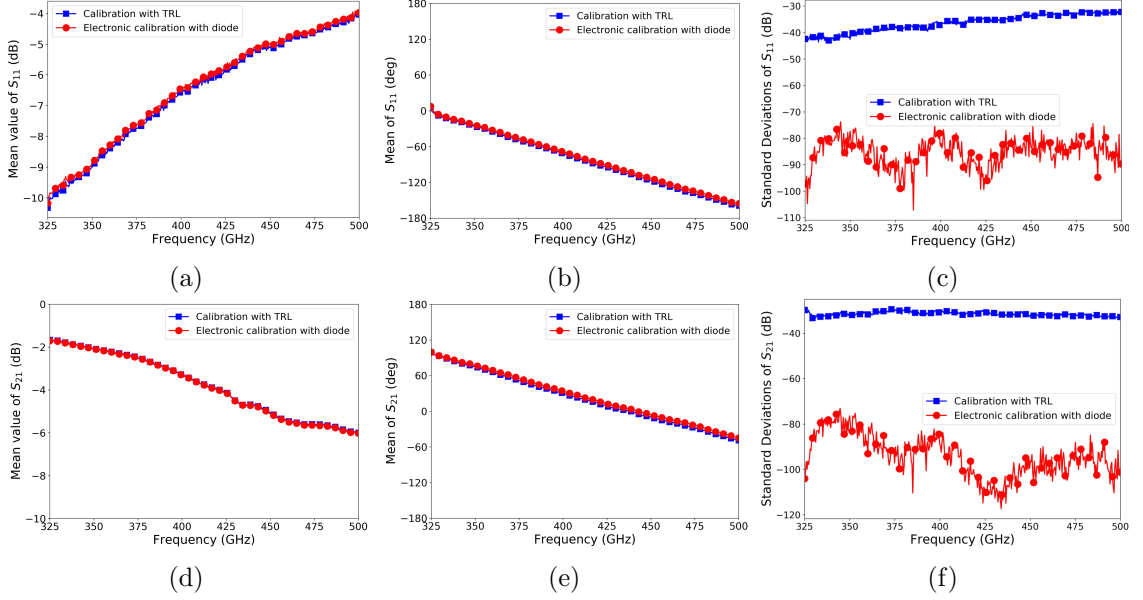 −4
−5
−6
−7
−8
−9
−10
Mean value of S11 (dB)
Calibration with TRL
Electronic calibration with diode
325 350 375 400 425 450 475 500
Frequency (GHz)
(a)
180
120
60
0
−60
−120
−180
Mean of S11 (deg)
Calibration with TRL
Electronic calibration with diode
325 350 375 400 425 450 475 500
Frequency (GHz)
(b)
−30
−40
−50
−60
−70
−80
−90
−100
−110
Standard Deviations of S11 (dB)
Calibration with TRL
Electronic calibration with diode
325 350 375 400 425 450 475 500
Frequency (GHz)
(c)
0
−2
−4
−6
−8
−10
Mean value of S21 (dB)
Calibration with TRL
Electronic calibration with diode
325 350 375 400 425 450 475 500
Frequency (GHz)
(d)
180
120
60
0
−60
−120
−180
Mean of S21 (deg)
Calibration with TRL
Electronic calibration with diode
325 350 375 400 425 450 475 500
Frequency (GHz)
(e)
−40
−60
−80
−100
−120
Standard Deviations of S21 (dB)
Calibration with TRL
Electronic calibration with diode
325 350 375 400 425 450 475 500
Frequency (GHz)
(f)